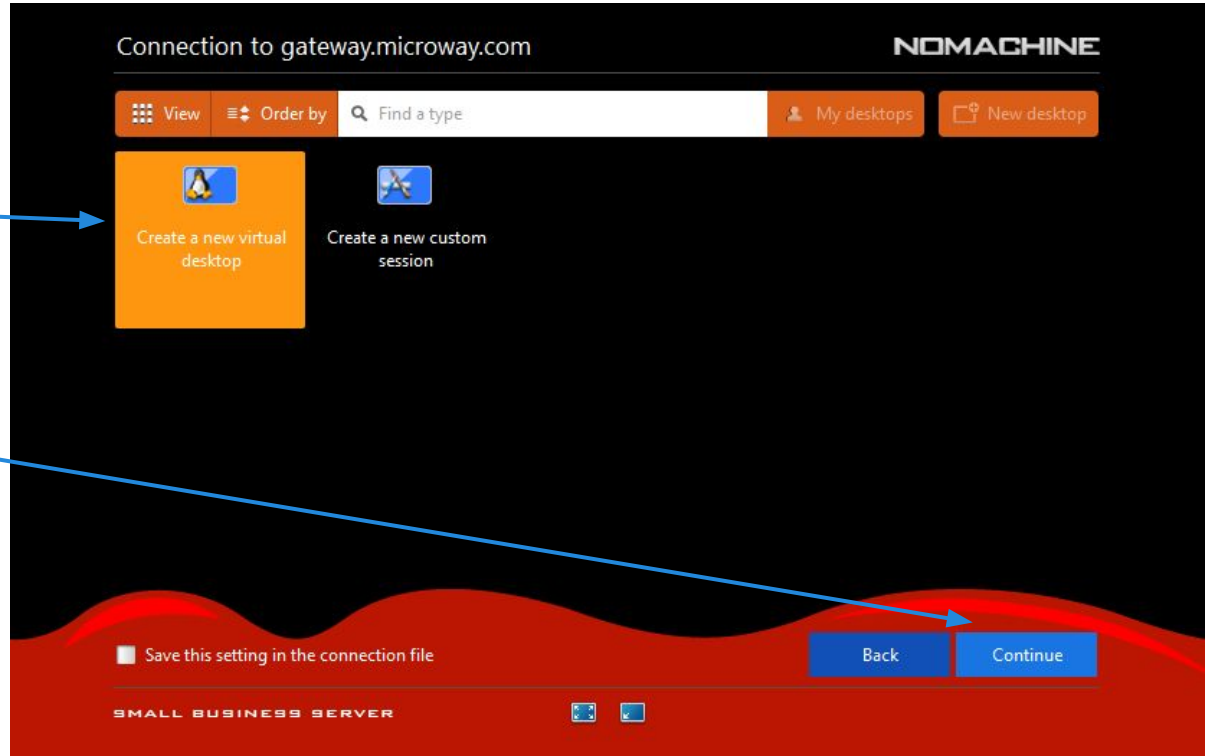 Connection to gateway.microway.com
NOMACHINE
View
Order by
Find a type
My desktops
New desktop
Create a new virtual
desktop
Create a new custom
session
Save this setting in the connection file
Back
Continue
SMALL BUSINESS SERVER